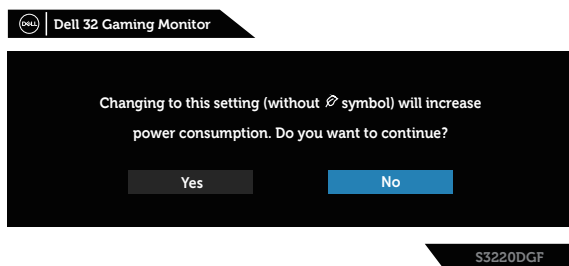 DELL Dell 32 Gaming Monitor
Changing to this setting (without symbol) will increase
power consumption. Do you want to continue?
Yes No
S3220DGF